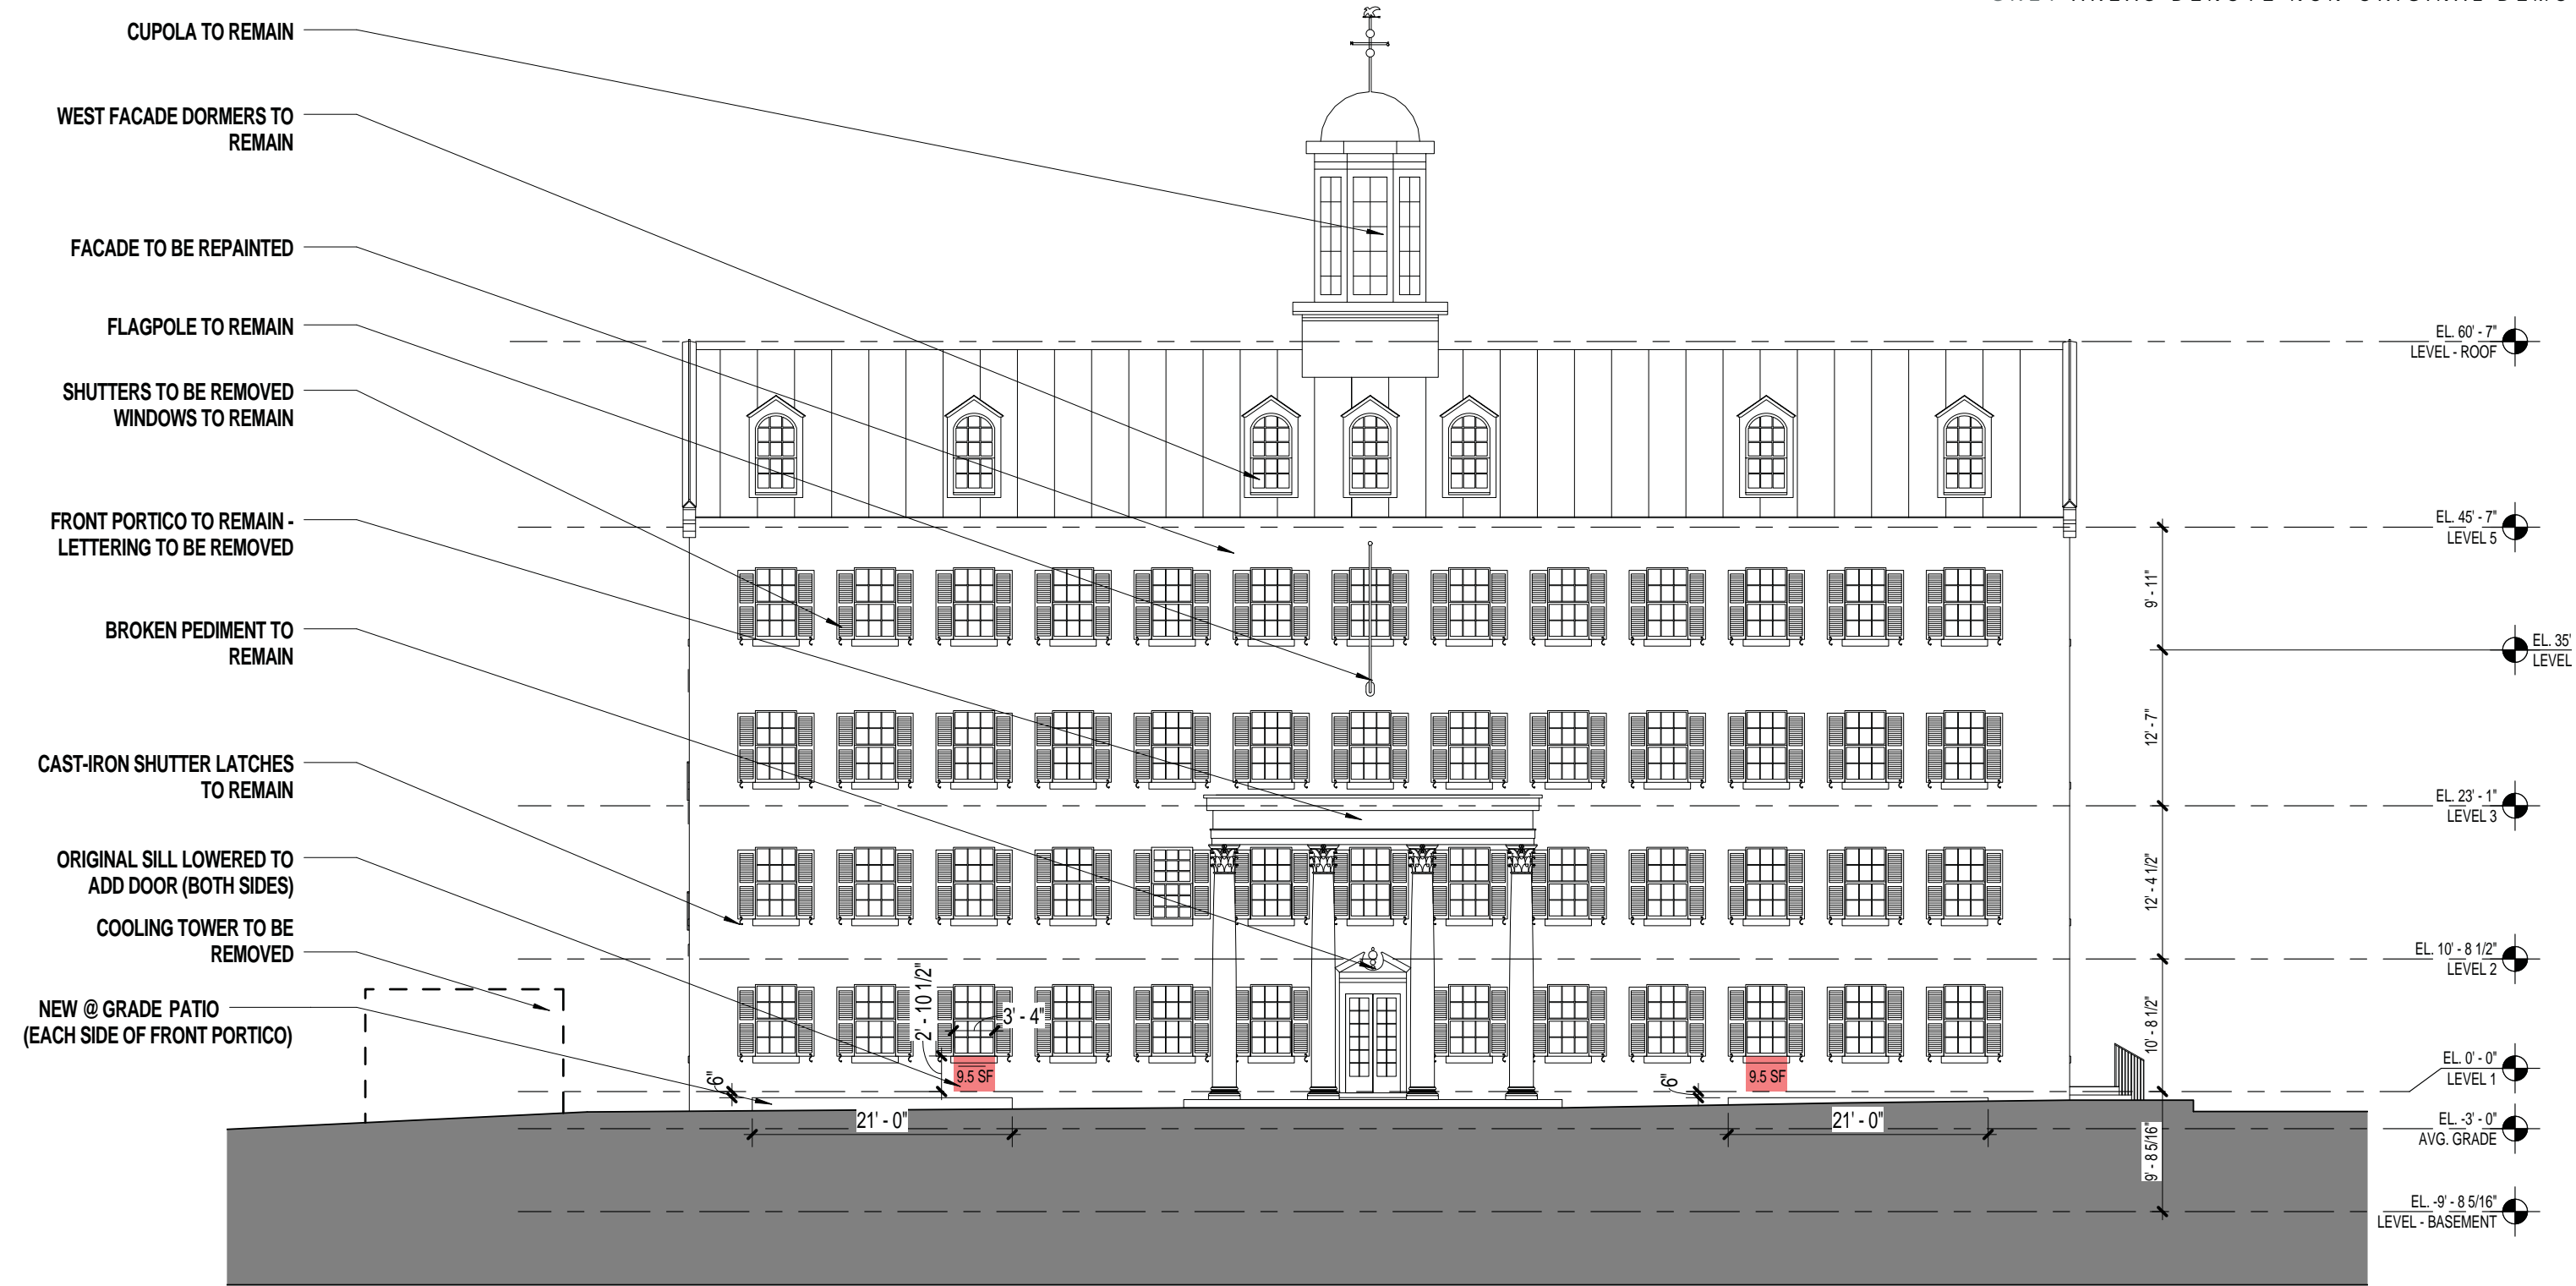 CUPOLA TO REMAIN
WEST FACADE DORMERS TO
REMAIN
FACADE TO BE REPAINTED
FLAGPOLE TO REMAIN
SHUTTERS TO BE REMOVED
WINDOWS TO REMAIN
FRONT PORTICO TO REMAIN -
LETTERING TO BE REMOVED
BROKEN PEDIMENT TO
REMAIN
CAST-IRON SHUTTER LATCHES
TO REMAIN
ORIGINAL SILL LOWERED TO
ADD DOOR (BOTH SIDES)
COOLING TOWER TO BE
REMOVED
NEW @ GRADE PATIO
(EACH SIDE OF FRONT PORTICO)
6"
21' - 0"
2' - 10 1/2"
3' - 4"
9.5 SF
9.5 SF
6"
21' - 0"
9' - 11"
12' - 7"
12' - 4 1/2"
10' - 8 1/2"
9' - 8 5/16"
EL. 60' - 7"
LEVEL - ROOF
EL. 45' - 7"
LEVEL 5
EL. 35'
LEVEL
EL. 23' - 1"
LEVEL 3
EL. 10' - 8 1/2"
LEVEL 2
EL. 0' - 0"
LEVEL 1
EL. -3' - 0"
AVG. GRADE
EL. -9' - 8 5/16"
LEVEL - BASEMENT